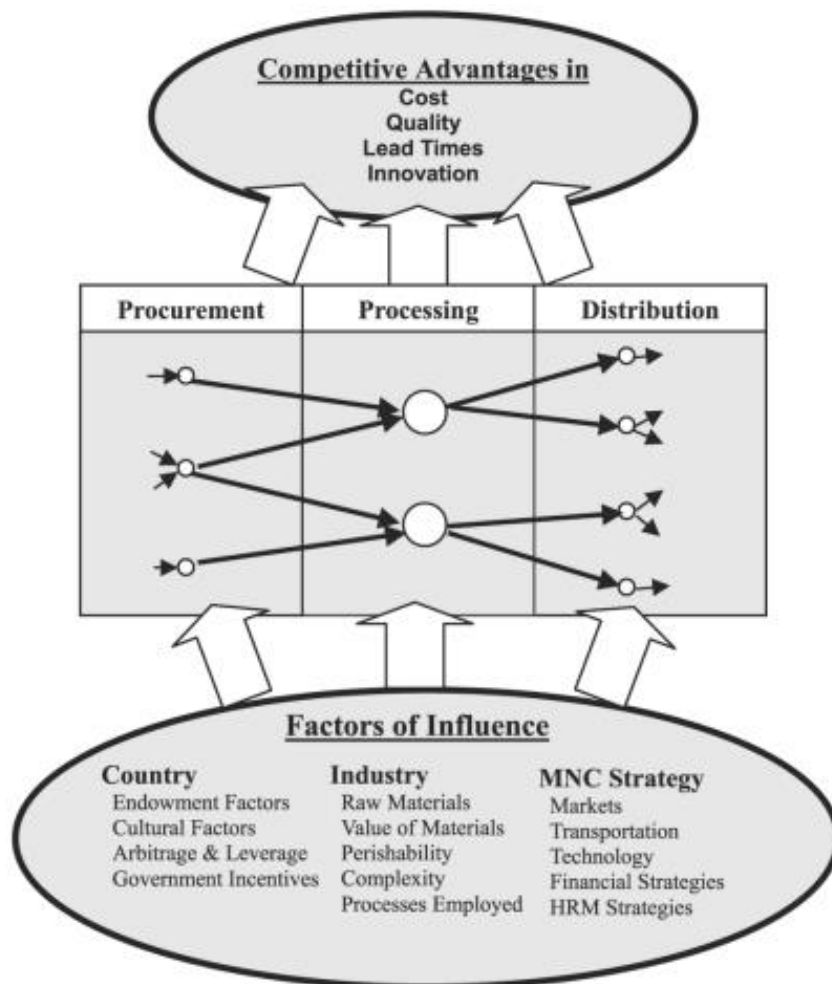 Competitive Advantages in
Cost
Quality
Lead Times
Innovation
Procurement
Processing
Distribution
Factors of Influence
Country
Endowment Factors
Cultural Factors
Arbitrage & Leverage
Government Incentives
Industry
Raw Materials
Value of Materials
Perishability
Complexity
Processes Employed
MNC Strategy
Markets
Transportation
Technology
Financial Strategies
HRM Strategies